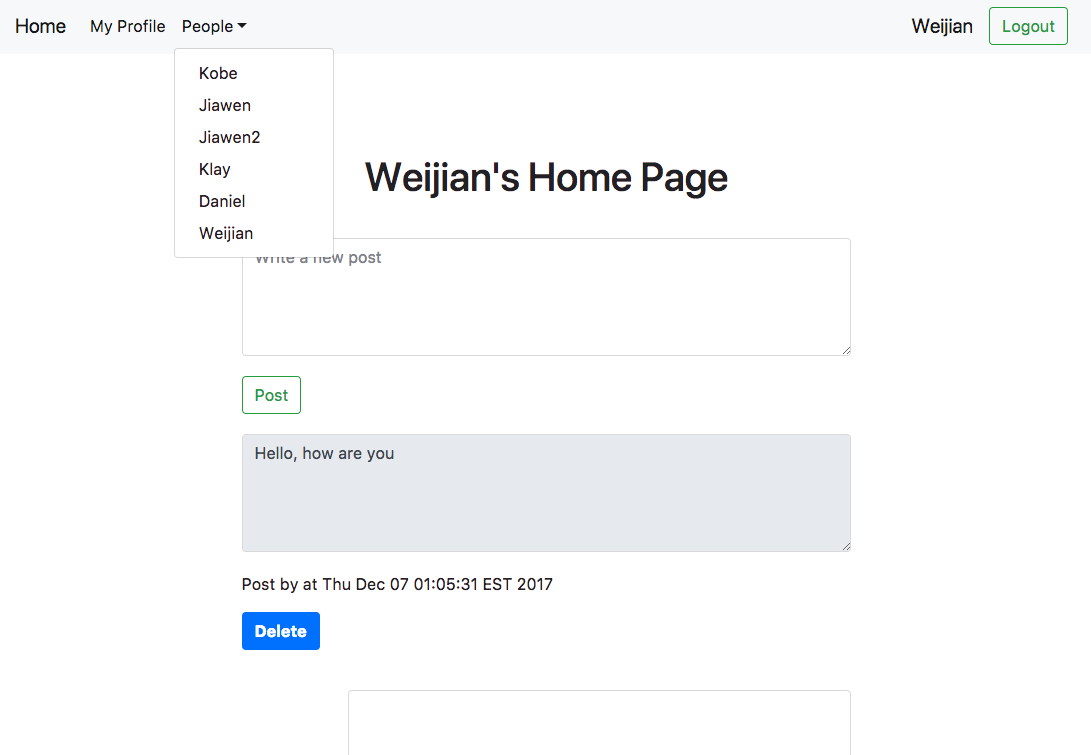 Home My Profile People Weijian Logout
Kobe
Jiawen
Jiawen2
Klay
Daniel
Weijian
Weijian's Home Page
Write a new post
Post
Hello, how are you
Post by at Thu Dec 07 01:05:31 EST 2017
Delete